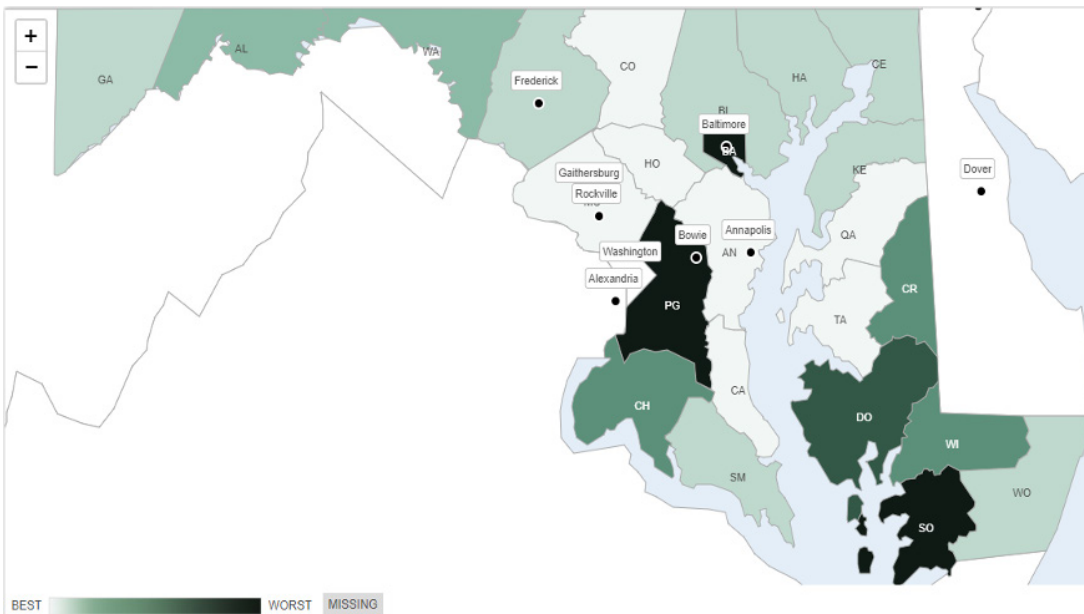 +
−
GA
AL
WA
CO
HA
CE
Frederick
Baltimore
BA
HO
KE
Gaithersburg
Rockville
Dover
Washington
Bowie
Annapolis
AN
QA
Alexandria
PG
CR
TA
CH
CA
DO
WI
SM
WO
SO
BEST
WORST
MISSING